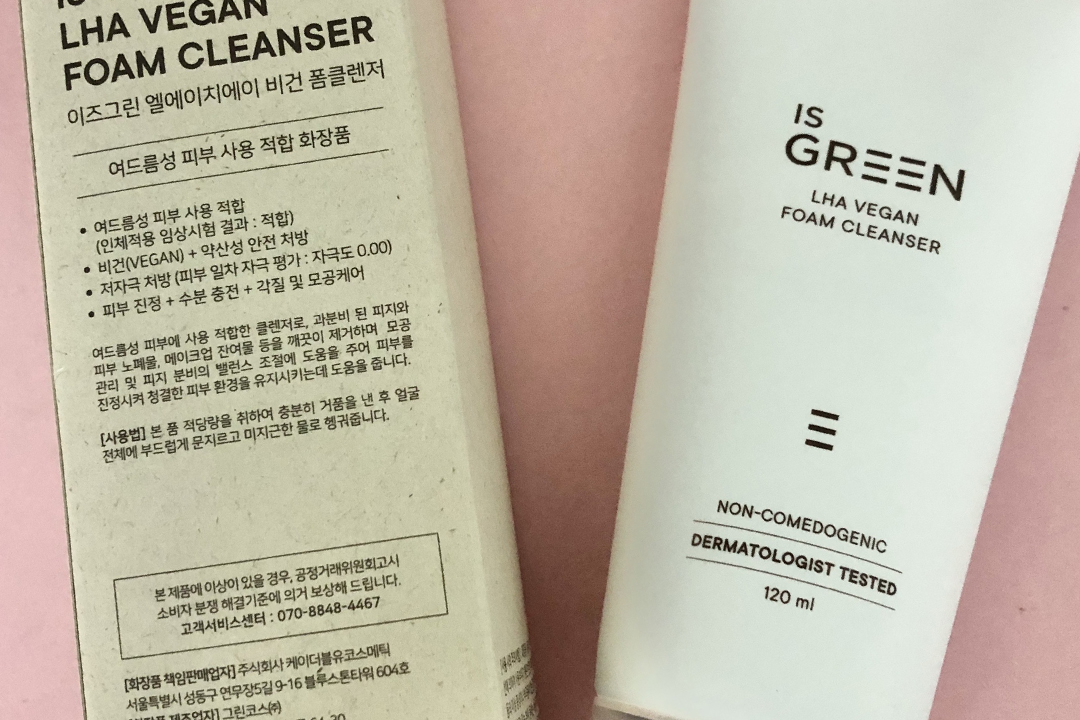 LHA VEGAN
FOAM CLEANSER
이즈그린 엘에이치에이 비건 폼클렌저
여드름성 피부 사용 적합 화장품
• 여드름성 피부 사용 적합
(인체적용 임상시험 결과 : 적합)
• 비건(VEGAN) + 약산성 안전 처방
• 저자극 처방 (피부 일차 자극 평가 : 자극도 0.00)
• 피부 진정 + 수분 충전 + 각질 및 모공케어
여드름성 피부에 사용 적합한 클렌저로, 과분비 된 피지와
피부 노폐물, 메이크업 잔여물 등을 깨끗이 제거하며 모공
관리 및 피지 분비의 밸런스 조절에 도움을 주어 피부를
진정시켜 청결한 피부 환경을 유지시키는데 도움을 줍니다.
[사용법] 본 품 적당량을 취하여 충분히 거품을 낸 후 얼굴
전체에 부드럽게 문지르고 미지근한 물로 헹궈줍니다.
본 제품에 이상이 있을 경우, 공정거래위원회고시
소비자 분쟁 해결기준에 의거 보상해 드립니다.
고객서비스센터 : 070-8848-4467
[화장품 책임판매업자] 주식회사 케이더블유코스메틱
서울특별시 성동구 연무장5길 9-16 블루스톤타워 604호
그린코스㈜
IS
GREEN
LHA VEGAN
FOAM CLEANSER
NON-COMEDOGENIC
DERMATOLOGIST TESTED
120 ml